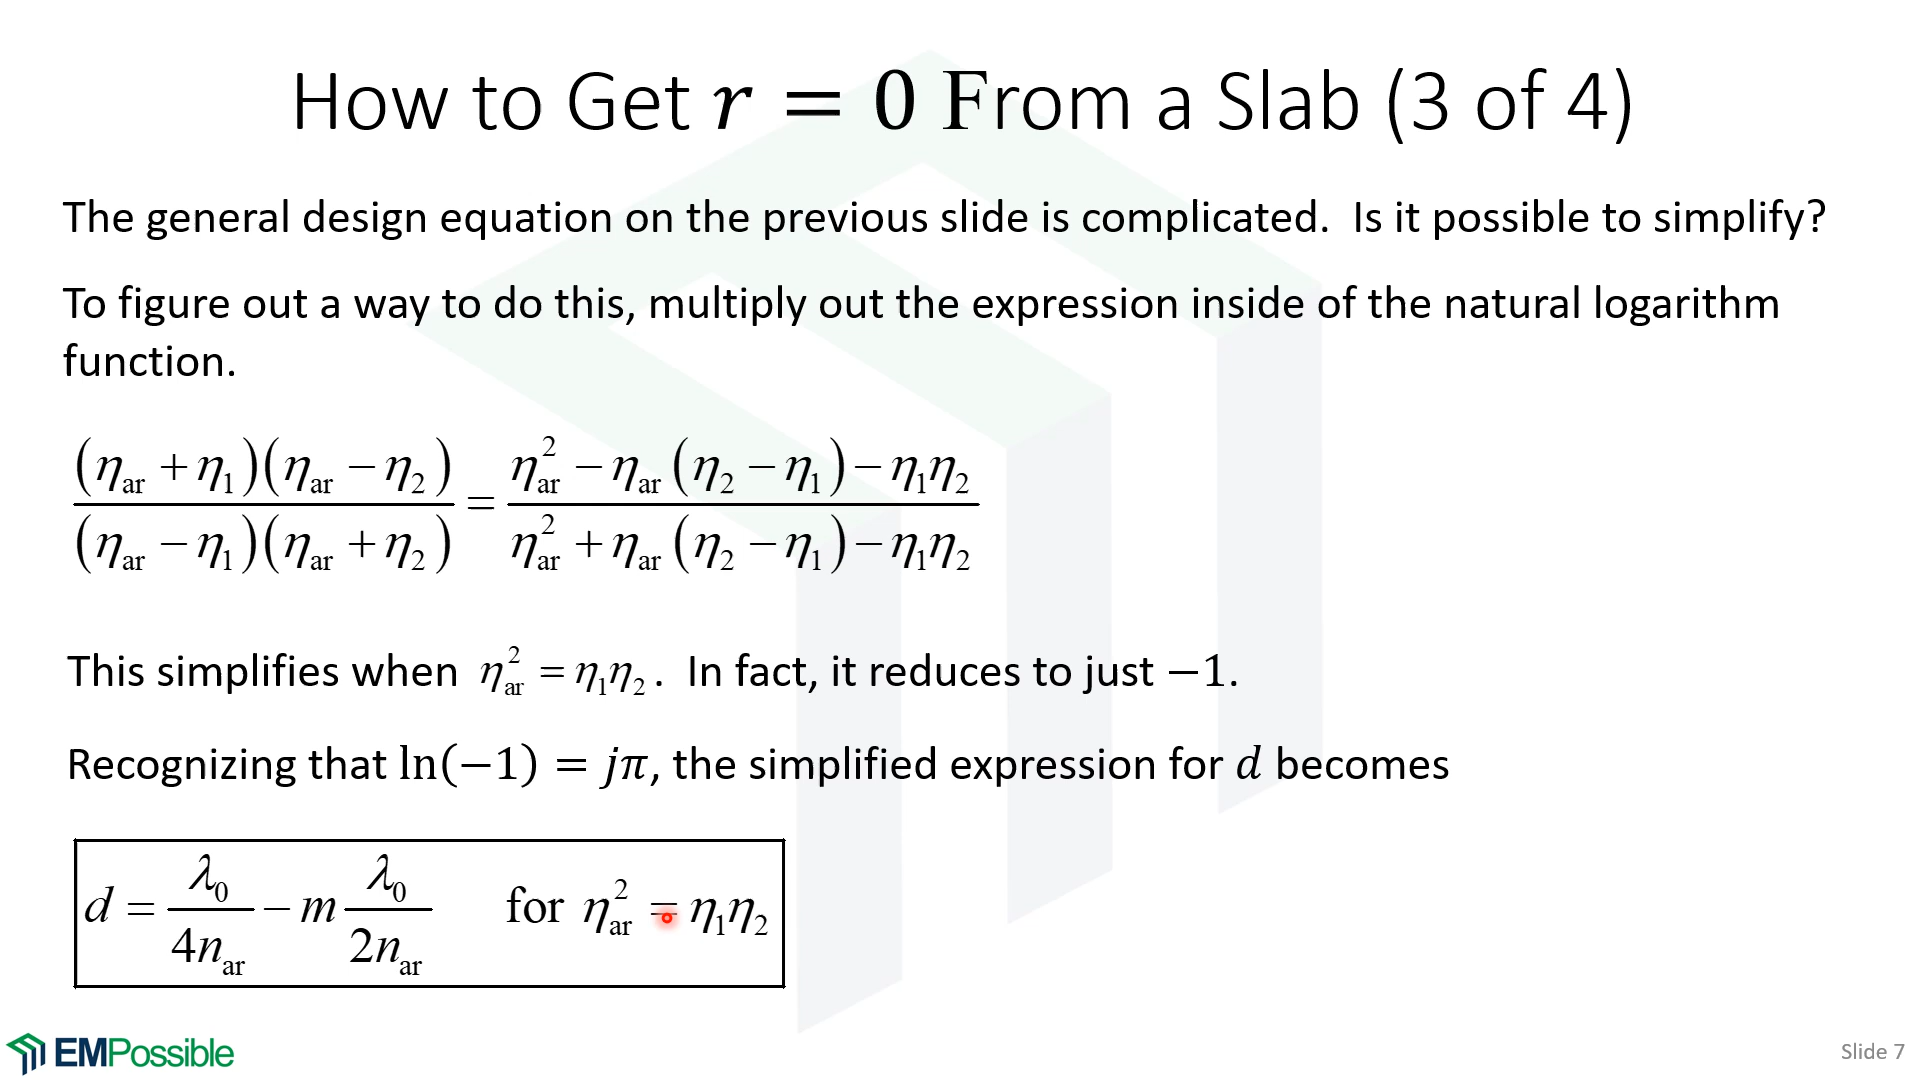 How to Get r = 0 From a Slab (3 of 4)
The general design equation on the previous slide is complicated. Is it possible to simplify?
To figure out a way to do this, multiply out the expression inside of the natural logarithm
function.
(η_ar + η_1)(η_ar − η_2) / (η_ar − η_1)(η_ar + η_2) = η_ar^2 − η_ar (η_2 − η_1) − η_1η_2 / η_ar^2 + η_ar (η_2 − η_1) − η_1η_2
This simplifies when η_ar^2 = η_1η_2 . In fact, it reduces to just −1.
Recognizing that ln(−1) = jπ, the simplified expression for d becomes
d = λ_0 / 4n_ar − m λ_0 / 2n_ar for η_ar^2 = η_1η_2
EMPossible
Slide 7